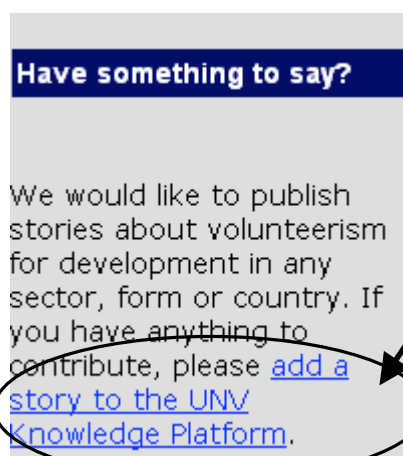 Have something to say?
We would like to publish
stories about volunteerism
for development in any
sector, form or country. If
you have anything to
contribute, please add a
story to the UNV
Knowledge Platform.